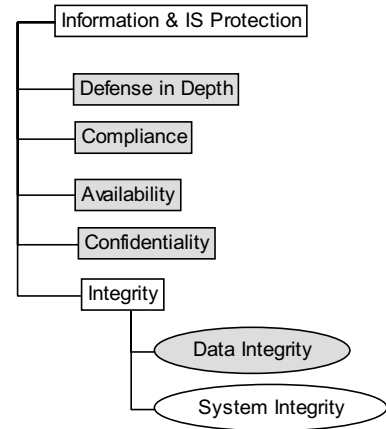 Information & IS Protection
Defense in Depth
Compliance
Availability
Confidentiality
Integrity
Data Integrity
System Integrity